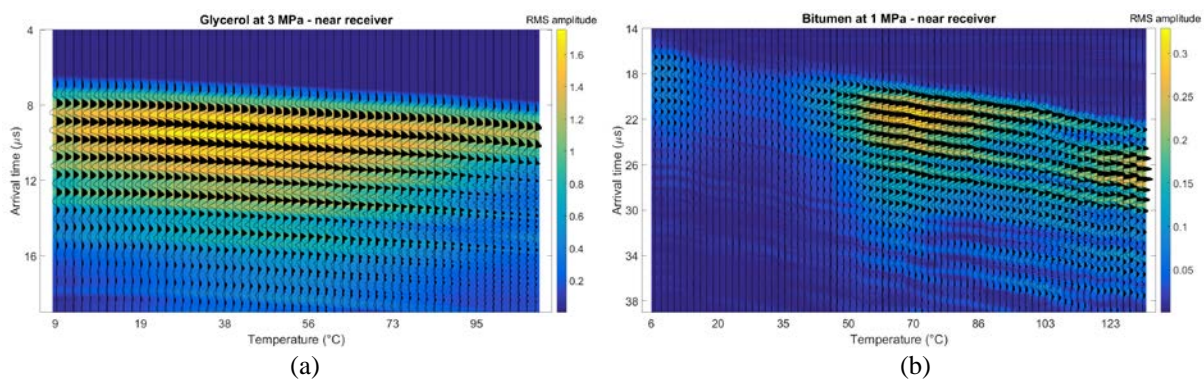 Glycerol at 3 MPa - near receiver
RMS amplitude
4
8
12
16
Arrival time (μs)
9 19 38 56 73 95
Temperature (°C)
1.6
1.4
1.2
1
0.8
0.6
0.4
0.2
(a)
Bitumen at 1 MPa - near receiver
RMS amplitude
14
18
22
26
30
34
38
Arrival time (μs)
6 20 35 50 70 86 103 123
Temperature (°C)
0.3
0.25
0.2
0.15
0.1
0.05
(b)